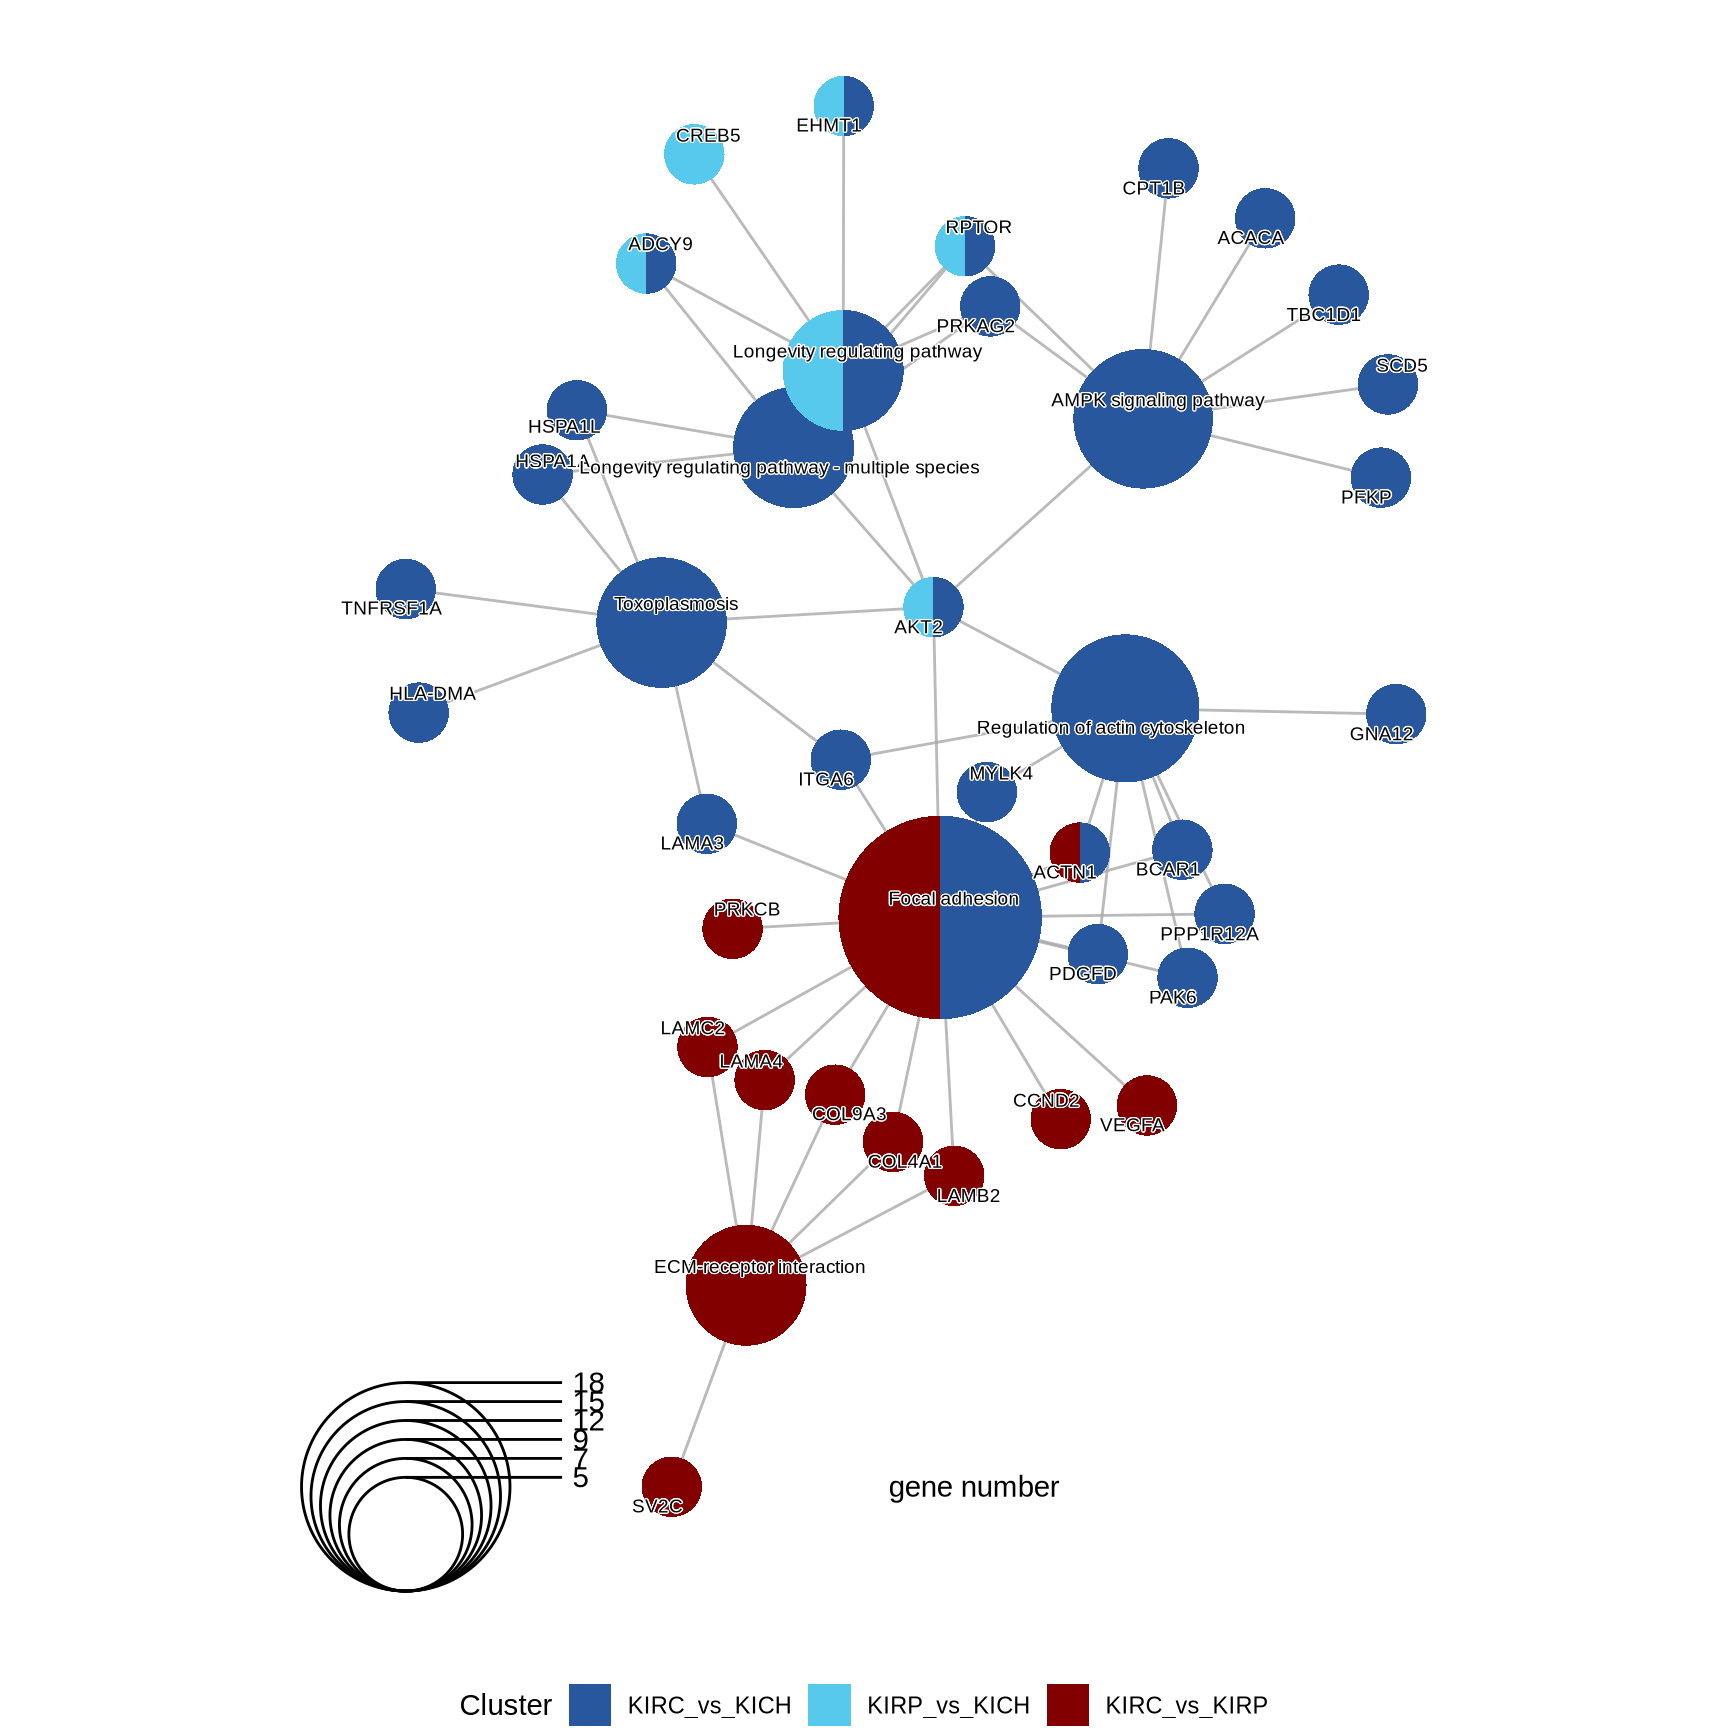 EHMT1
CREB5
CPT1B
RPTOR
ACACA
ADCY9
TBC1D1
PRKAG2
Longevity regulating pathway
SCD5
AMPK signaling pathway
HSPA1L
HSPA1A
Longevity regulating pathway - multiple species
PFKP
Toxoplasmosis
TNFRSF1A
AKT2
HLA-DMA
Regulation of actin cytoskeleton
GNA12
MYLK4
ITGA6
LAMA3
BCAR1
ACTN1
Focal adhesion
PRKCB
PPP1R12A
PDGFD
PAK6
LAMC2
LAMA4
CCND2
COL9A3
VEGFA
COL4A1
LAMB2
ECM-receptor interaction
18
15
12
9
7
5
gene number
SV2C
Cluster KIRC_vs_KICH KIRP_vs_KICH KIRC_vs_KIRP